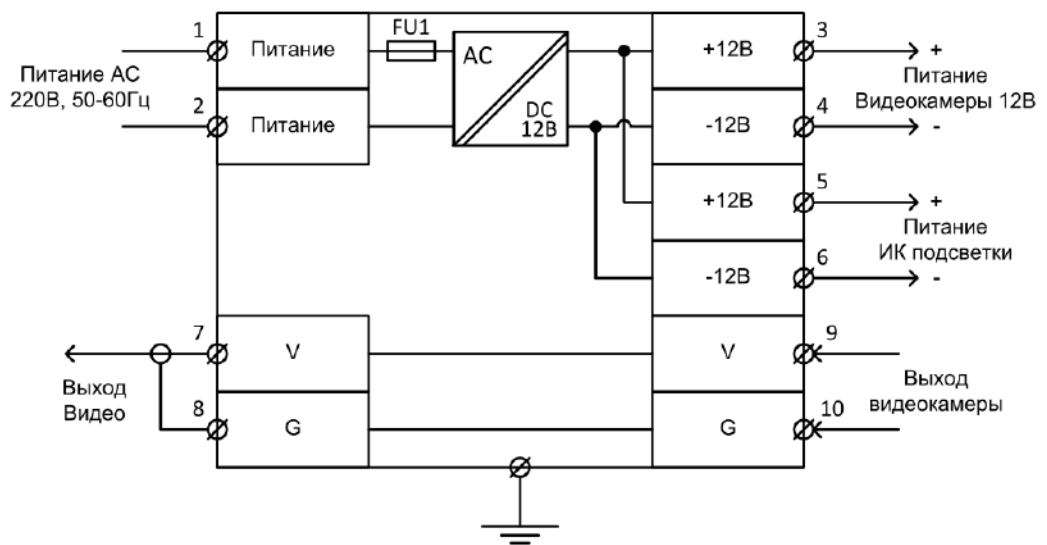 1
Питание
FU1
AC
DC
12В
+12В
3
+
Питание АС
220В, 50-60Гц
Питание
Видеокамеры 12В
2
Питание
-12В
4
-
+12В
5
+
Питание
ИК подсветки
-12В
6
-
7
V
V
9
Выход
Видео
Выход
видеокамеры
8
G
G
10